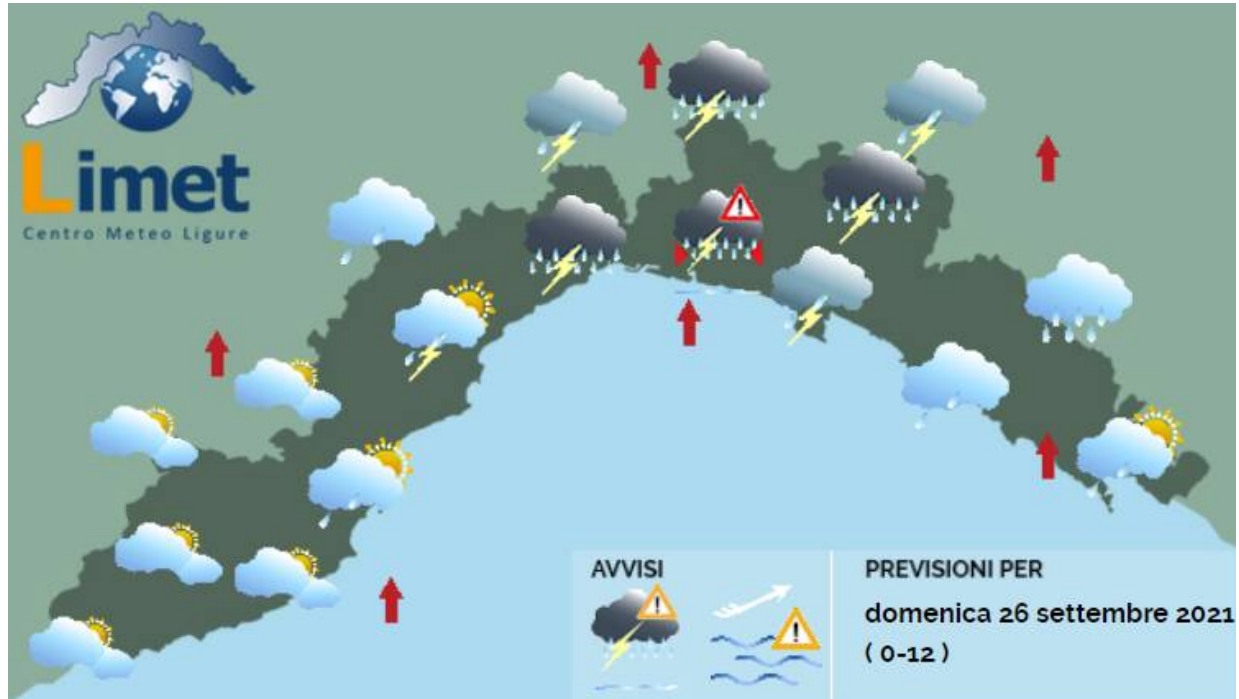 Limet
Centro Meteo Ligure
AVVISI
PREVISIONI PER
domenica 26 settembre 2021
( 0-12 )